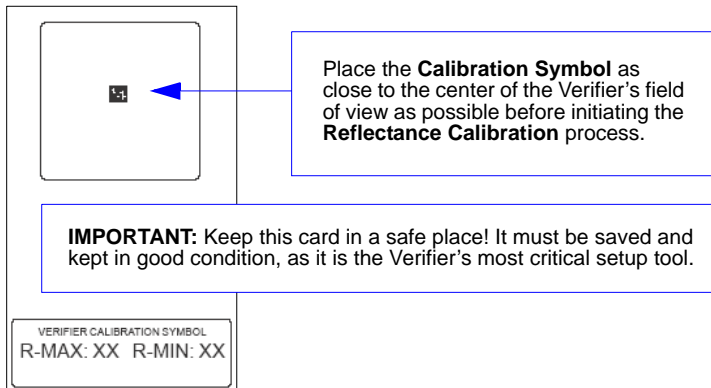 Place the Calibration Symbol as
close to the center of the Verifier’s field
of view as possible before initiating the
Reflectance Calibration process.
IMPORTANT: Keep this card in a safe place! It must be saved and
kept in good condition, as it is the Verifier’s most critical setup tool.
VERIFIER CALIBRATION SYMBOL
R-MAX: XX R-MIN: XX